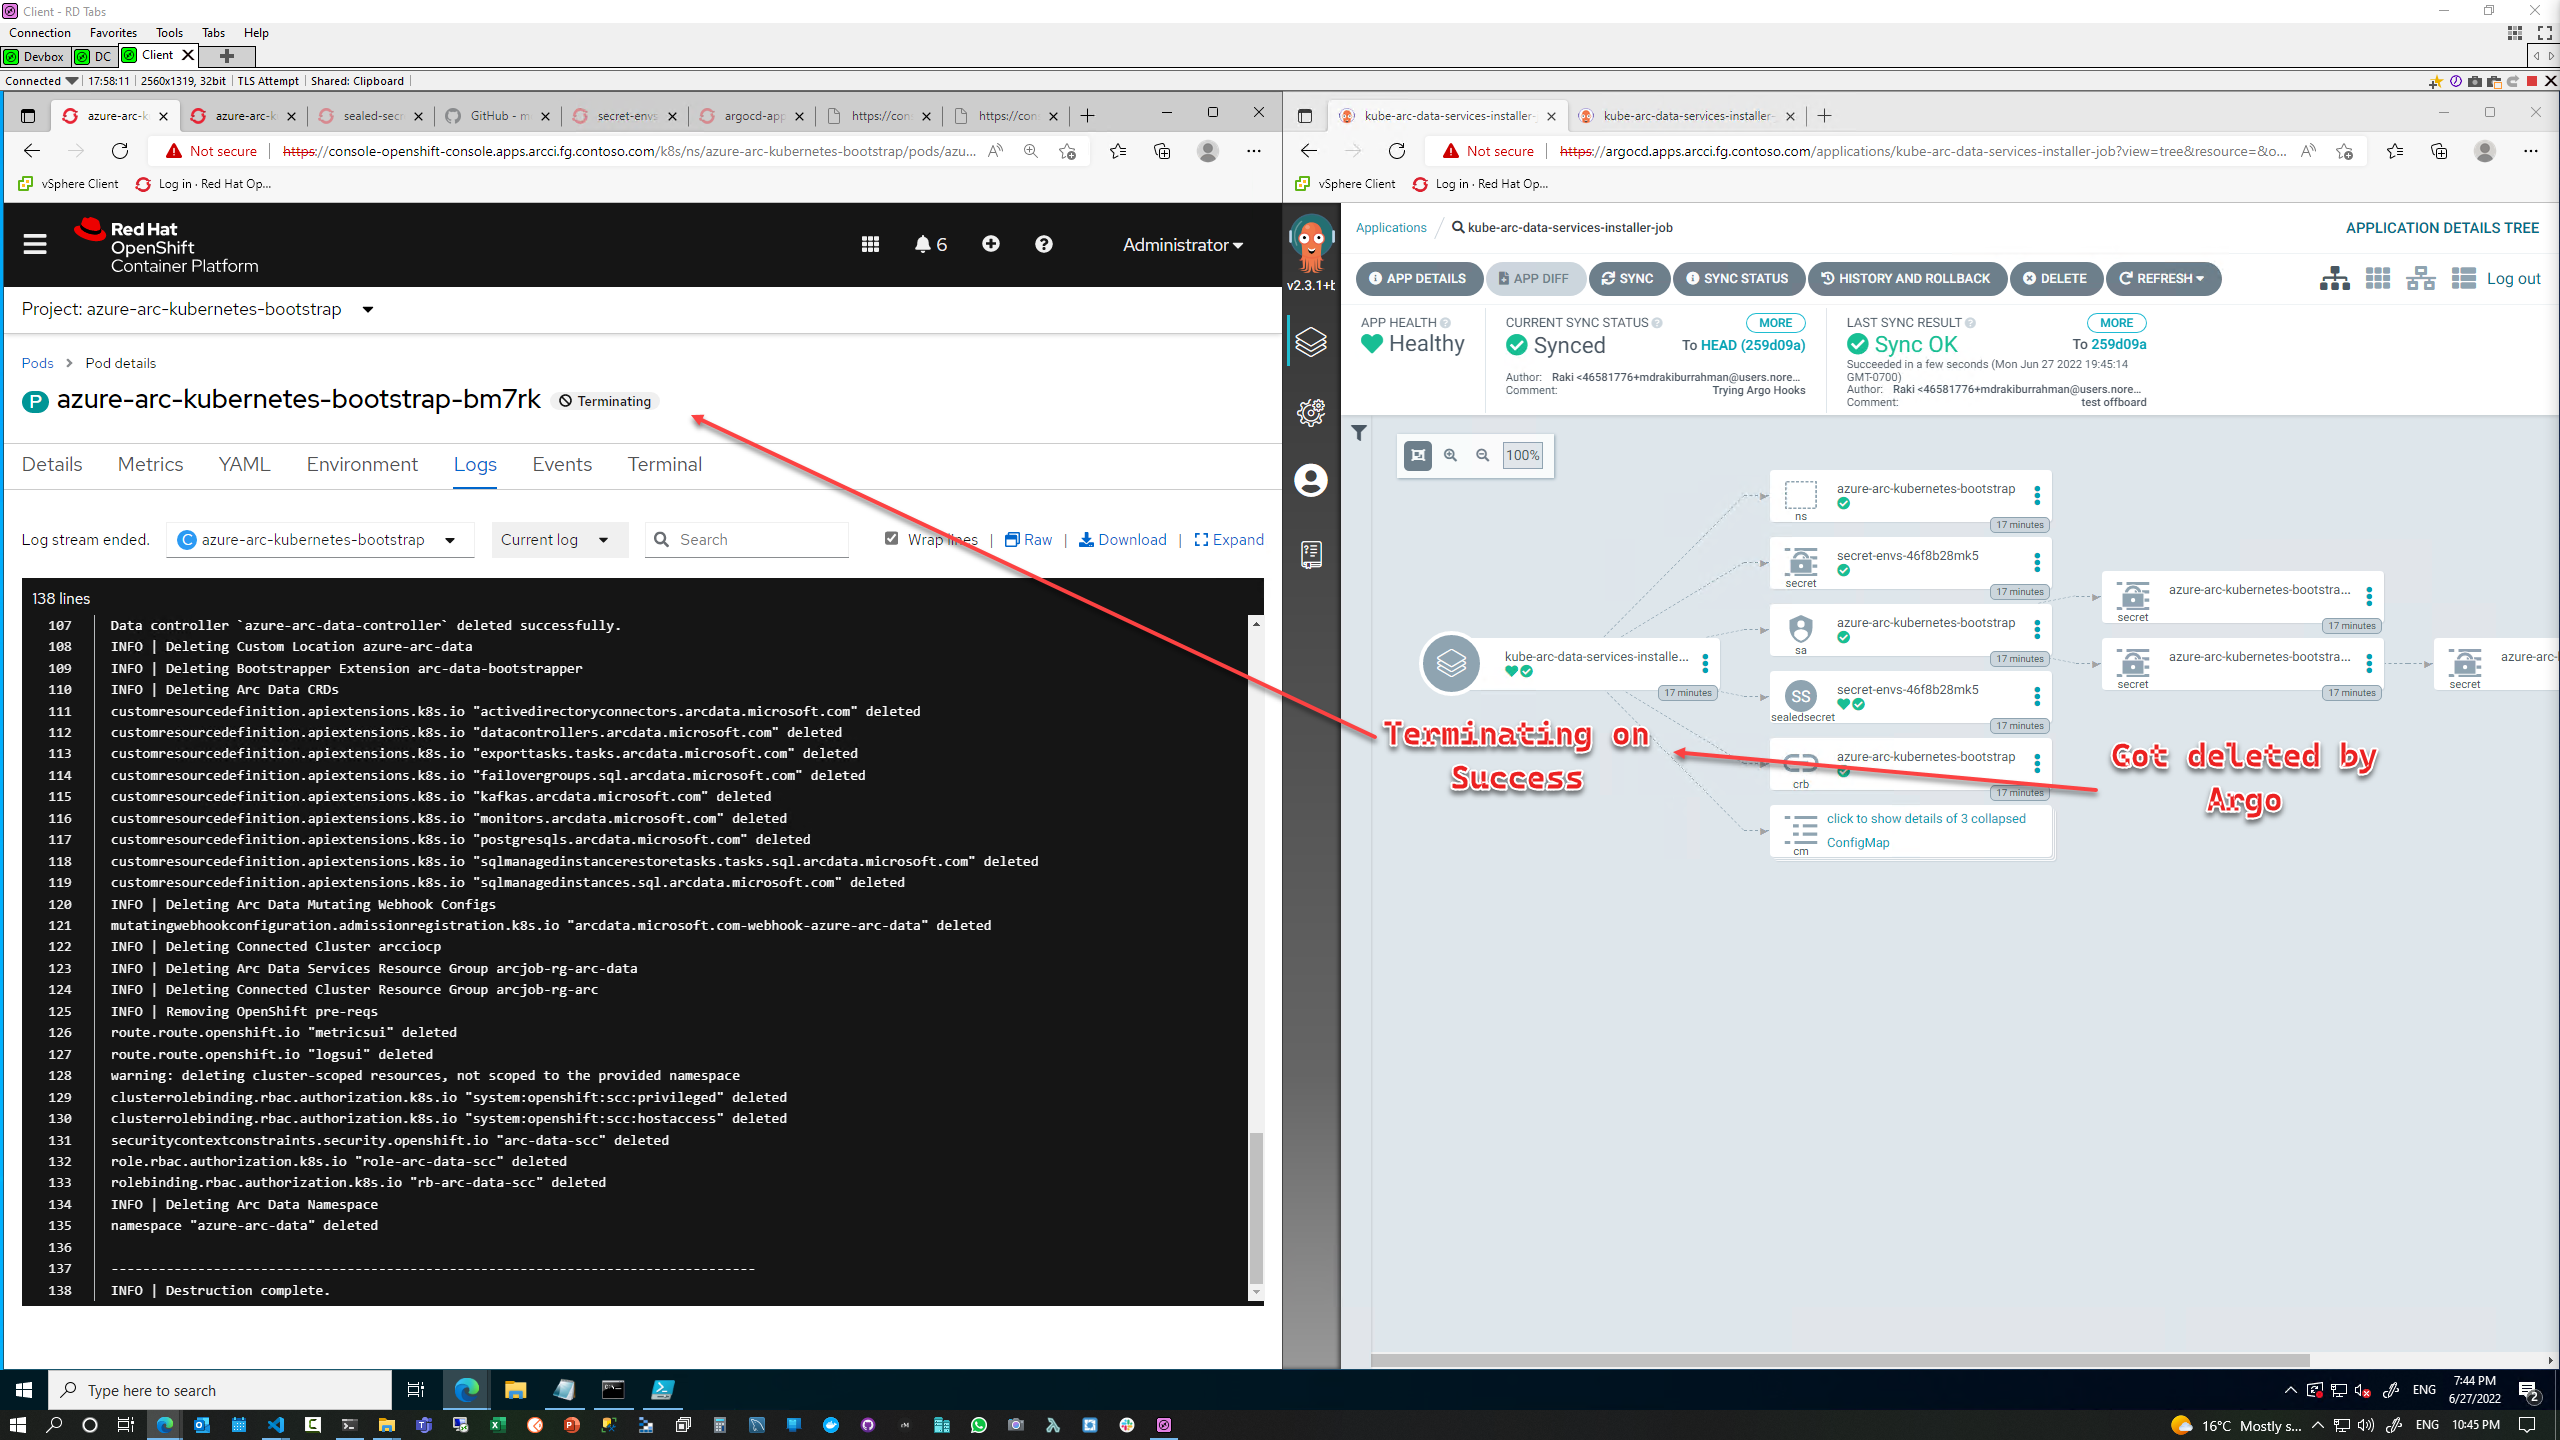 Client - RD Tabs
Connection Favorites Tools Tabs Help
Devbox DC Client
Connected 17:58:11 2560x1319, 32bit TLS Attempt Shared: Clipboard
azure-arc-k azure-arc-k sealed-secr GitHub - m secret-envs argocd-app https://con https://con
Not secure https://console-openshift-console.apps.arcci.fg.contoso.com/k8s/ns/azure-arc-kubernetes-bootstrap/pods/azu...
vSphere Client Log in · Red Hat Op...
Red Hat
OpenShift
Container Platform
6
Administrator
Project: azure-arc-kubernetes-bootstrap
Pods > Pod details
P azure-arc-kubernetes-bootstrap-bm7rk Terminating
Details Metrics YAML Environment Logs Events Terminal
Log stream ended. C azure-arc-kubernetes-bootstrap Current log Search Wrap lines | Raw | Download | Expand
138 lines
107 Data controller `azure-arc-data-controller` deleted successfully.
108 INFO | Deleting Custom Location azure-arc-data
109 INFO | Deleting Bootstrapper Extension arc-data-bootstrapper
110 INFO | Deleting Arc Data CRDs
111 customresourcedefinition.apiextensions.k8s.io "activedirectoryconnectors.arcdata.microsoft.com" deleted
112 customresourcedefinition.apiextensions.k8s.io "datacontrollers.arcdata.microsoft.com" deleted
113 customresourcedefinition.apiextensions.k8s.io "exporttasks.tasks.arcdata.microsoft.com" deleted
114 customresourcedefinition.apiextensions.k8s.io "failovergroups.sql.arcdata.microsoft.com" deleted
115 customresourcedefinition.apiextensions.k8s.io "kafkas.arcdata.microsoft.com" deleted
116 customresourcedefinition.apiextensions.k8s.io "monitors.arcdata.microsoft.com" deleted
117 customresourcedefinition.apiextensions.k8s.io "postgresqls.arcdata.microsoft.com" deleted
118 customresourcedefinition.apiextensions.k8s.io "sqlmanagedinstancerestoretasks.tasks.sql.arcdata.microsoft.com" deleted
119 customresourcedefinition.apiextensions.k8s.io "sqlmanagedinstances.sql.arcdata.microsoft.com" deleted
120 INFO | Deleting Arc Data Mutating Webhook Configs
121 mutatingwebhookconfiguration.admissionregistration.k8s.io "arcdata.microsoft.com-webhook-azure-arc-data" deleted
122 INFO | Deleting Connected Cluster arcciocp
123 INFO | Deleting Arc Data Services Resource Group arcjob-rg-arc-data
124 INFO | Deleting Connected Cluster Resource Group arcjob-rg-arc
125 INFO | Removing OpenShift pre-reqs
126 route.route.openshift.io "metricsui" deleted
127 route.route.openshift.io "logsui" deleted
128 warning: deleting cluster-scoped resources, not scoped to the provided namespace
129 clusterrolebinding.rbac.authorization.k8s.io "system:openshift:scc:privileged" deleted
130 clusterrolebinding.rbac.authorization.k8s.io "system:openshift:scc:hostaccess" deleted
131 securitycontextconstraints.security.openshift.io "arc-data-scc" deleted
132 role.rbac.authorization.k8s.io "role-arc-data-scc" deleted
133 rolebinding.rbac.authorization.k8s.io "rb-arc-data-scc" deleted
134 INFO | Deleting Arc Data Namespace
135 namespace "azure-arc-data" deleted
136
137 --------------------------------------------------------------------------------
138 INFO | Destruction complete.
kube-arc-data-services-installer- kube-arc-data-services-installer-
Not secure https://argocd.apps.arcci.fg.contoso.com/applications/kube-arc-data-services-installer-job?view=tree&resource=&o...
vSphere Client Log in · Red Hat Op...
v2.3.1+b
Applications / kube-arc-data-services-installer-job APPLICATION DETAILS TREE
APP DETAILS APP DIFF SYNC SYNC STATUS HISTORY AND ROLLBACK DELETE REFRESH Log out
APP HEALTH
Healthy
CURRENT SYNC STATUS MORE
Synced To HEAD (259d09a)
Author: Raki <46581776+mdrakiburrahman@users.nore...
Comment: Trying Argo Hooks
LAST SYNC RESULT MORE
Sync OK To 259d09a
Succeeded in a few seconds (Mon Jun 27 2022 19:45:14
GMT-0700)
Author: Raki <46581776+mdrakiburrahman@users.nore...
Comment: test offboard
100%
kube-arc-data-services-installe...
17 minutes
azure-arc-kubernetes-bootstrap
ns
17 minutes
secret-envs-46f8b28mk5
secret
17 minutes
azure-arc-kubernetes-bootstrap
sa
17 minutes
SS secret-envs-46f8b28mk5
sealedsecret
17 minutes
azure-arc-kubernetes-bootstrap
crb
17 minutes
click to show details of 3 collapsed
ConfigMap
cm
azure-arc-kubernetes-bootstra...
secret
17 minutes
azure-arc-kubernetes-bootstra...
secret
17 minutes
azure-arc-
secret
Terminating on
Success
Got deleted by
Argo
Type here to search
ENG 7:44 PM
6/27/2022
2
16°C Mostly s... ENG 10:45 PM